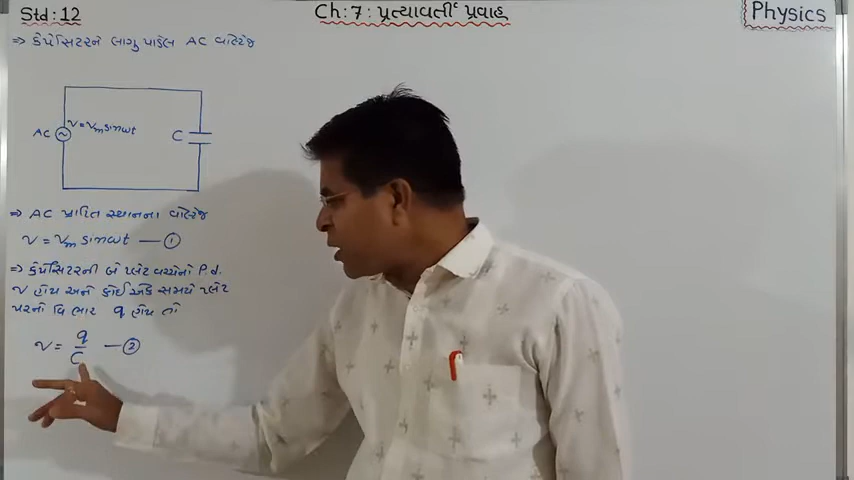 Std:12
Ch:7: પ્રત્યાવર્તી પ્રવાહ
Physics
⇒ કેપેસિટરને લાગુ પાડેલ AC વોલ્ટેજ
V=Vm sinωt
AC
C
⇒ AC પ્રાપ્તિ સ્થાનના વોલ્ટેજ
V = Vm sinωt —①
⇒ કેપેસિટરની બે પ્લેટ વચ્ચેનો P.d.
V હોય અને કોઈ એક સમયે પ્લેટ
પરનો વિ ભાર q હોય તો
V = q/C —②